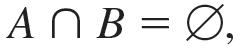 A ∩ B = ∅,